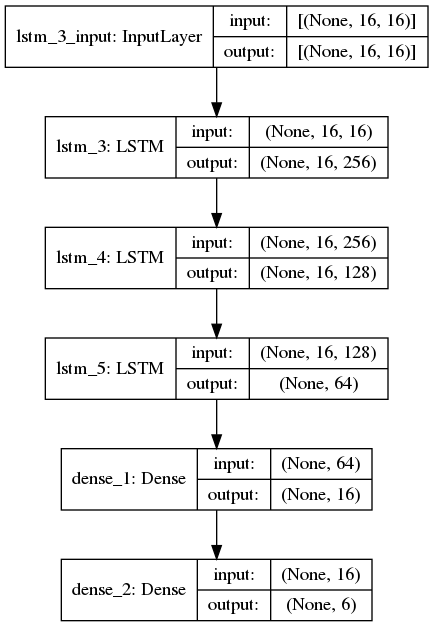 lstm_3_input: InputLayer
input: [(None, 16, 16)]
output: [(None, 16, 16)]
lstm_3: LSTM
input: (None, 16, 16)
output: (None, 16, 256)
lstm_4: LSTM
input: (None, 16, 256)
output: (None, 16, 128)
lstm_5: LSTM
input: (None, 16, 128)
output: (None, 64)
dense_1: Dense
input: (None, 64)
output: (None, 16)
dense_2: Dense
input: (None, 16)
output: (None, 6)